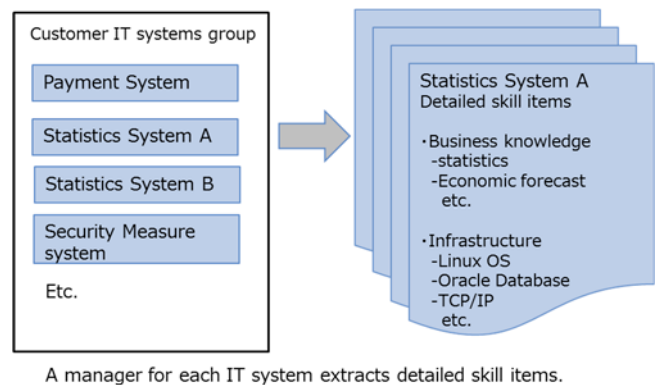 Customer IT systems group
Payment System
Statistics System A
Statistics System B
Security Measure
system
Etc.
Statistics System A
Detailed skill items
・Business knowledge
-statistics
-Economic forecast
etc.
・Infrastructure
-Linux OS
-Oracle Database
-TCP/IP
etc.
A manager for each IT system extracts detailed skill items.